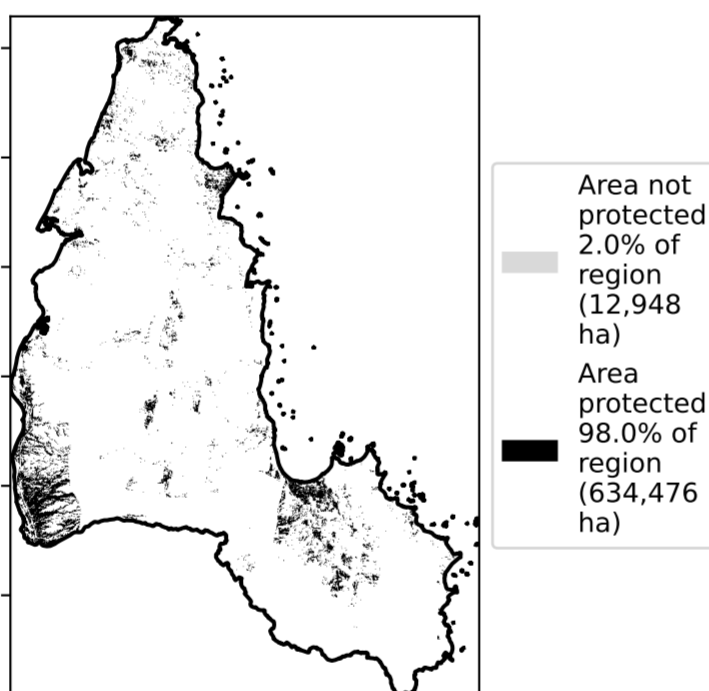 Area not
protected
2.0% of
region
(12,948
ha)
Area
protected
98.0% of
region
(634,476
ha)